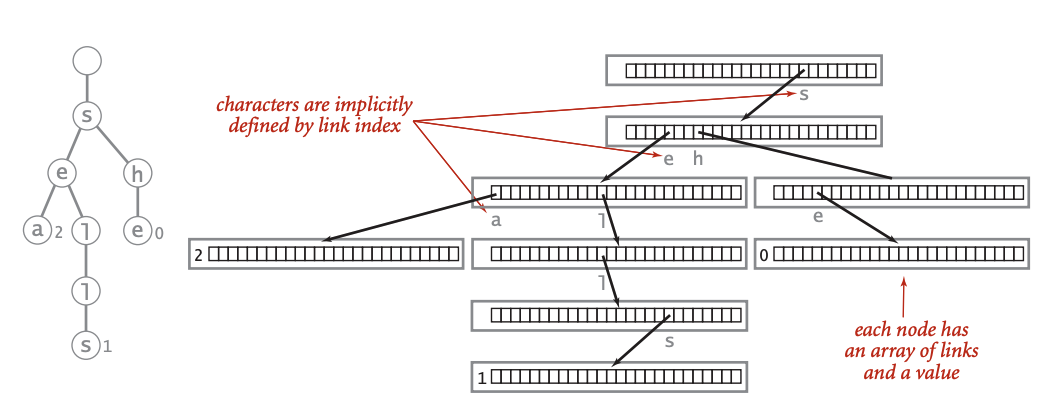 s
e h
a 2 l e 0
l
s 1
characters are implicitly
defined by link index
s
e h
a l e
2 0
l
s
1
each node has
an array of links
and a value